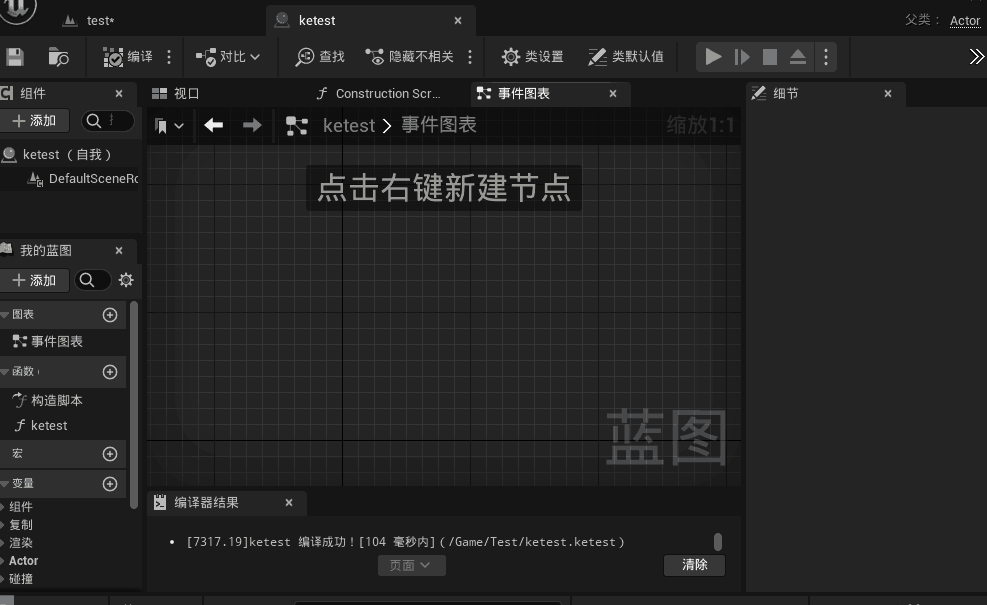 test*
ketest
父类： Actor
编译 对比 查找 隐藏不相关 类设置 类默认值
组件 视口 Construction Scr... 事件图表 细节
添加 ketest 事件图表 缩放1:1
ketest（自我）
DefaultSceneRo
点击右键新建节点
我的蓝图
添加
图表
事件图表
函数
构造脚本
ketest
宏
变量
组件
复制
渲染
Actor
碰撞
蓝图
编译器结果
• [7317.19]ketest 编译成功！[104 毫秒内]（/Game/Test/ketest.ketest）
页面 清除